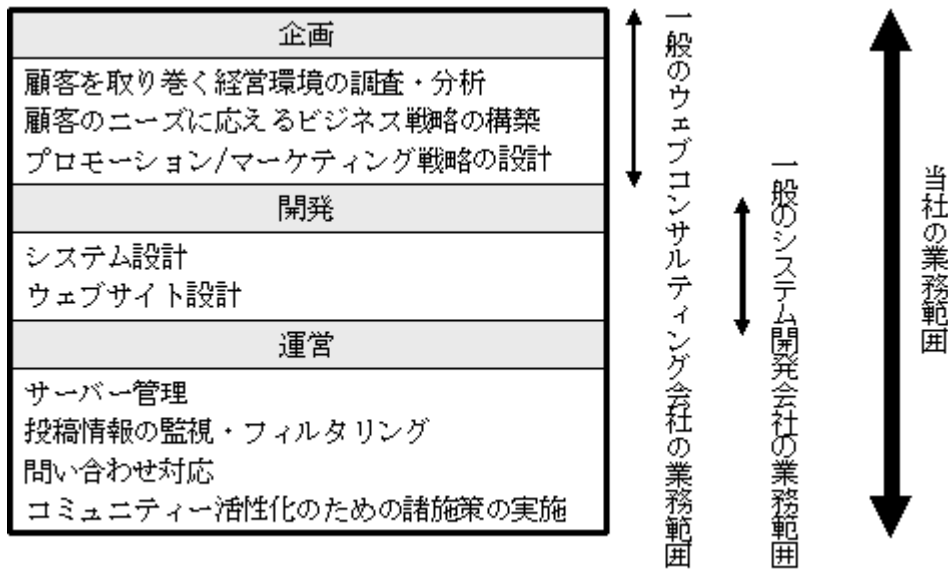 企画
顧客を取り巻く経営環境の調査・分析
顧客のニーズに応えるビジネス戦略の構築
プロモーション/マーケティング戦略の設計
開発
システム設計
ウェブサイト設計
運営
サーバー管理
投稿情報の監視・フィルタリング
問い合わせ対応
コミュニティー活性化のための諸施策の実施
一般のウェブコンサルティング会社の業務範囲
一般のシステム開発会社の業務範囲
当社の業務範囲